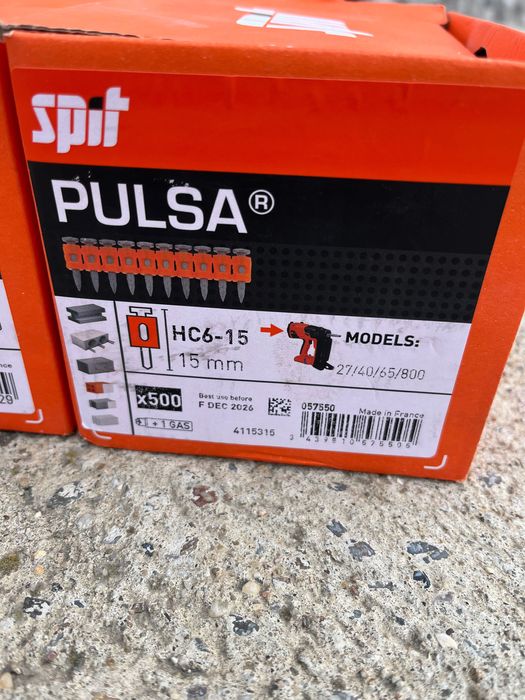 spit
PULSA®
HC6-15
15 mm
MODELS:
27/40/65/800
x500
Best use before
F DEC 2026
057550
Made in France
+ 1 GAS
4115315
29